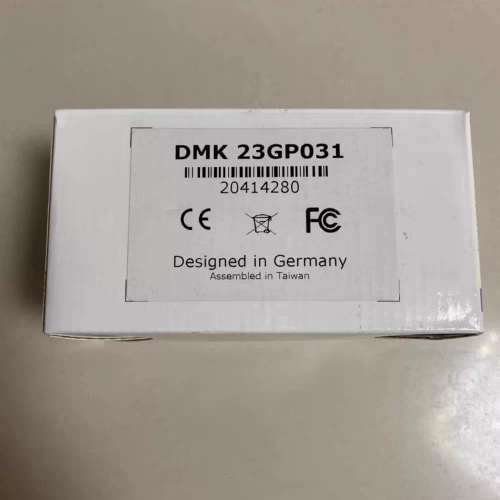 DMK 23GP031
20414280
CE FC
Designed in Germany
Assembled in Taiwan